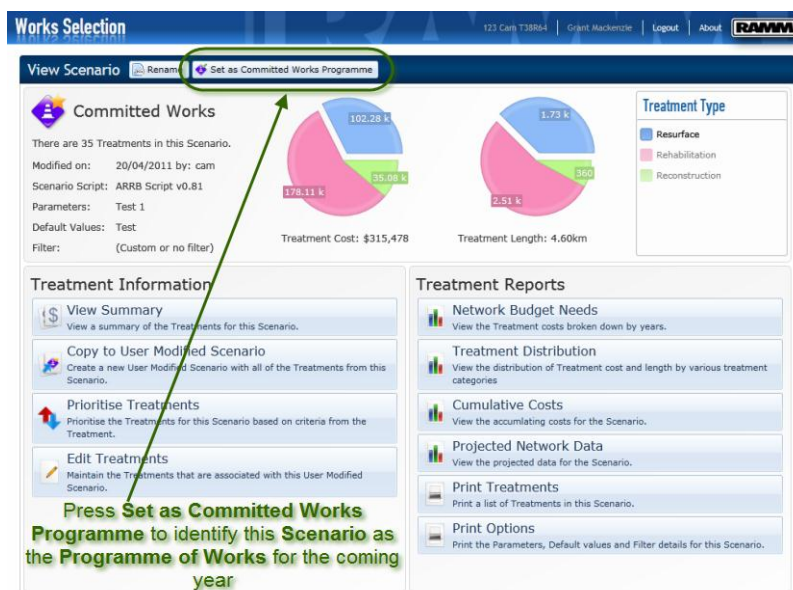 Works Selection
123 Cam T38R64 | Grant Mackenzie | Logout | About RAMM
View Scenario Rename Set as Committed Works Programme
Committed Works
There are 35 Treatments in this Scenario.
Modified on: 20/04/2011 by: cam
Scenario Script: ARRB Script v0.81
Parameters: Test 1
Default Values: Test
Filter: (Custom or no filter)
102.28 k
35.08 k
178.11 k
Treatment Cost: $315,478
1.73 k
360
2.51 k
Treatment Length: 4.60km
Treatment Type
Resurface
Rehabilitation
Reconstruction
Treatment Information
View Summary
View a summary of the Treatments for this Scenario.
Copy to User Modified Scenario
Create a new User Modified Scenario with all of the Treatments from this
Scenario.
Prioritise Treatments
Prioritise the Treatments for this Scenario based on criteria from the
Treatment.
Edit Treatments
Maintain the Treatments that are associated with this User Modified
Scenario.
Press Set as Committed Works
Programme to identify this Scenario as
the Programme of Works for the coming
year
Treatment Reports
Network Budget Needs
View the Treatment costs broken down by years.
Treatment Distribution
View the distribution of Treatment cost and length by various treatment
categories
Cumulative Costs
View the accumlating costs for the Scenario.
Projected Network Data
View the projected data for the Scenario.
Print Treatments
Print a list of Treatments in this Scenario.
Print Options
Print the Parameters, Default values and Filter details for this Scenario.